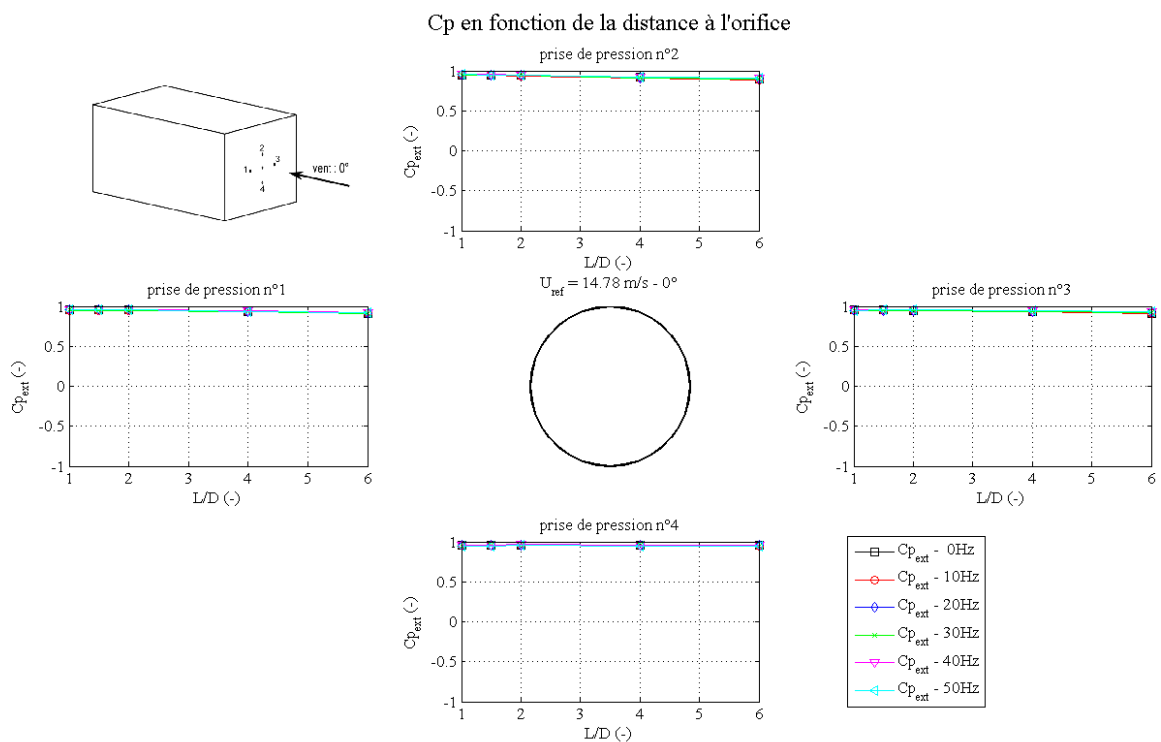 Cp en fonction de la distance à l'orifice
prise de pression n°2
1
0.5
0
-0.5
-1
Cp_ext (-)
1 2 3 4 5 6
L/D (-)
2
1 3
4
ven:: 0°
prise de pression n°1
1
0.5
0
-0.5
-1
Cp_ext (-)
1 2 3 4 5 6
L/D (-)
U_ref = 14.78 m/s - 0°
prise de pression n°3
1
0.5
0
-0.5
-1
Cp_ext (-)
1 2 3 4 5 6
L/D (-)
prise de pression n°4
1
0.5
0
-0.5
-1
Cp_ext (-)
1 2 3 4 5 6
L/D (-)
Cp_ext - 0Hz
Cp_ext - 10Hz
Cp_ext - 20Hz
Cp_ext - 30Hz
Cp_ext - 40Hz
Cp_ext - 50Hz